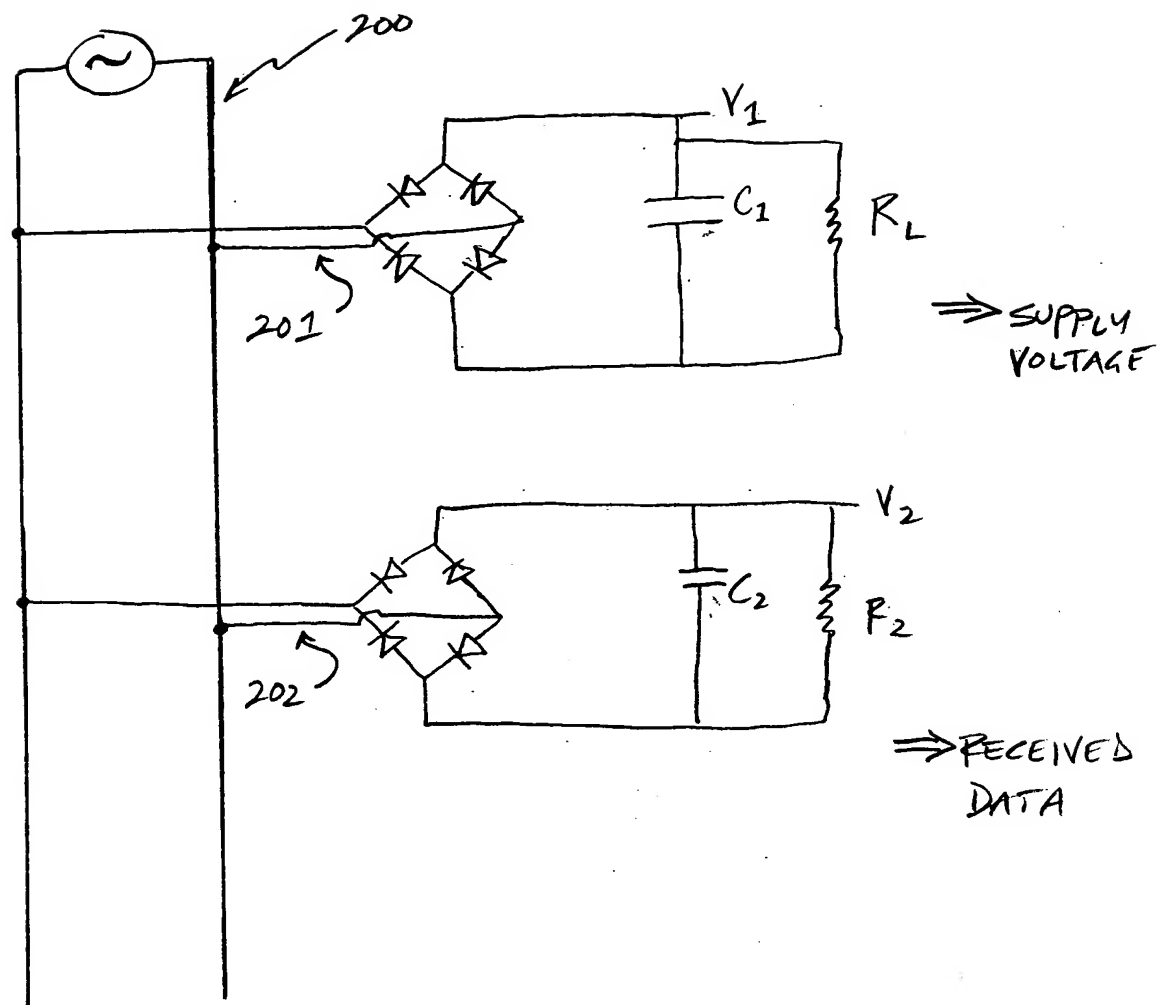 200
V1
C1
RL
201
⇒ SUPPLY
VOLTAGE
V2
C2
R2
202
⇒ RECEIVED
DATA